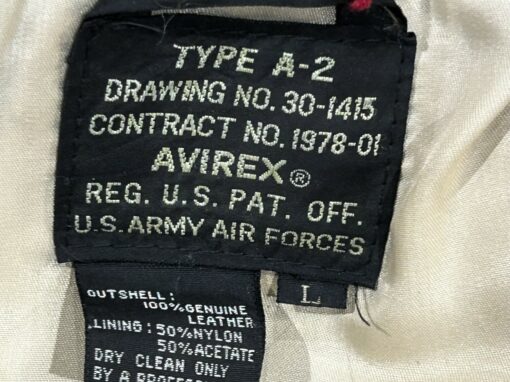 TYPE A-2
DRAWING NO. 30-1415
CONTRACT NO. 1978-01
AVIREX ®
REG. U.S. PAT. OFF.
U.S. ARMY AIR FORCES
L
OUTSHELL:
100% GENUINE
LEATHER
LINING: 50% NYLON
50% ACETATE
DRY CLEAN ONLY
BY A